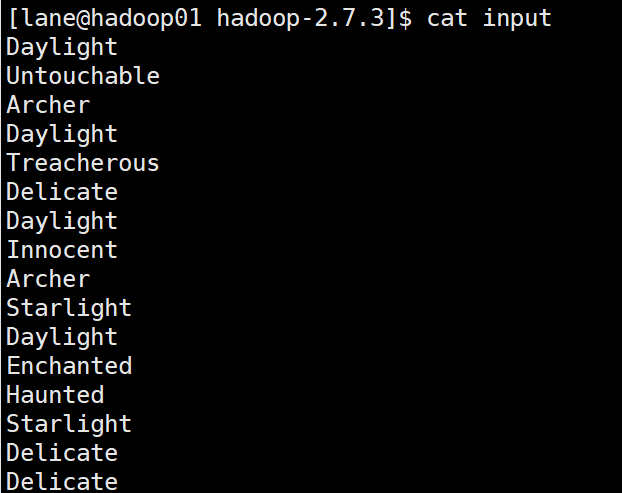 [lane@hadoop01 hadoop-2.7.3]$ cat input
Daylight
Untouchable
Archer
Daylight
Treacherous
Delicate
Daylight
Innocent
Archer
Starlight
Daylight
Enchanted
Haunted
Starlight
Delicate
Delicate